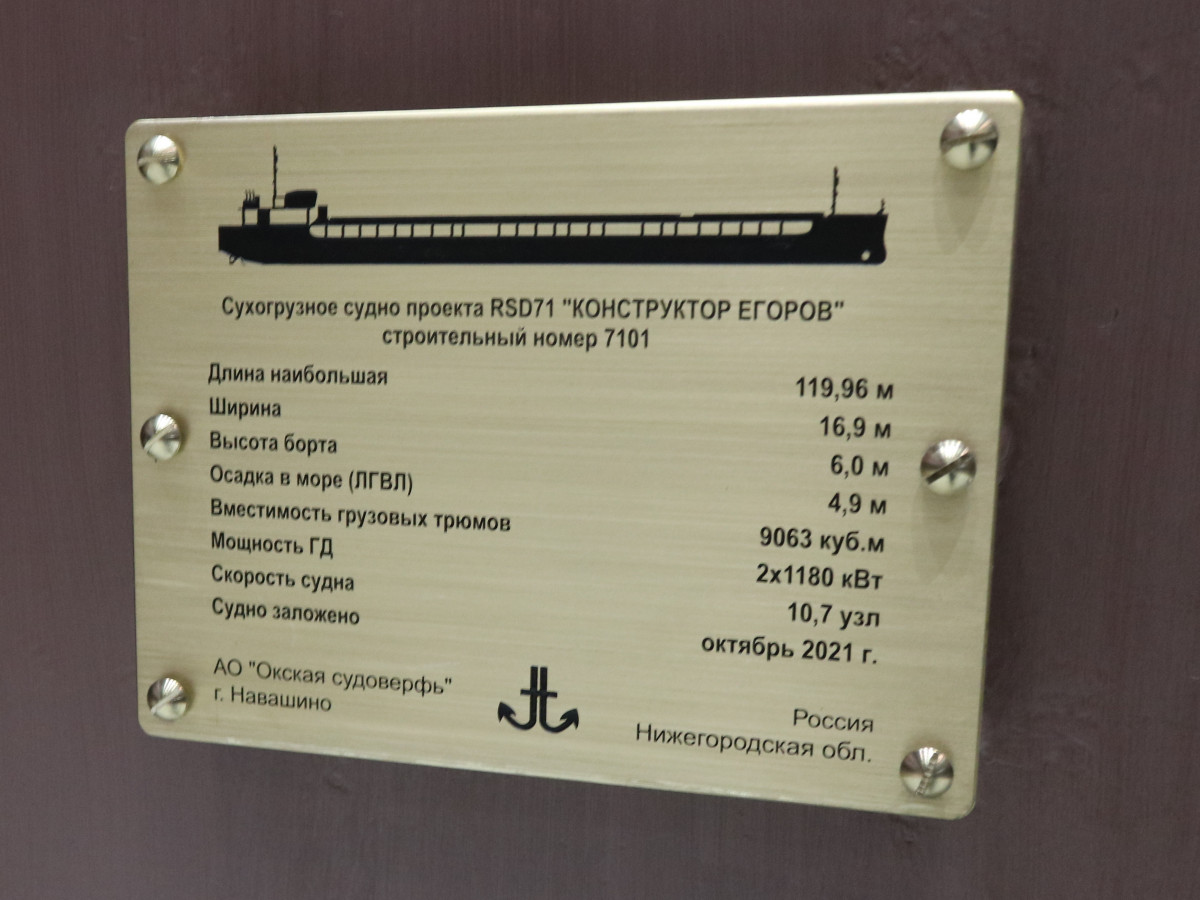 Сухогрузное судно проекта RSD71 "КОНСТРУКТОР ЕГОРОВ"
строительный номер 7101
Длина наибольшая 119,96 м
Ширина 16,9 м
Высота борта 6,0 м
Осадка в море (ЛГВЛ) 4,9 м
Вместимость грузовых трюмов 9063 куб.м
Мощность ГД 2х1180 кВт
Скорость судна 10,7 узл
Судно заложено октябрь 2021 г.
АО "Окская судоверфь" Россия
г. Навашино Нижегородская обл.